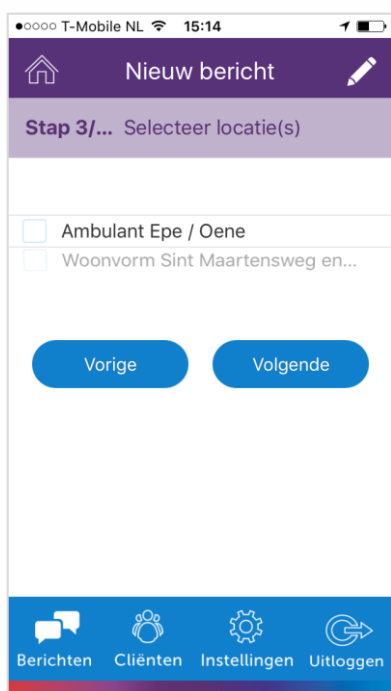 T-Mobile NL 15:14
Nieuw bericht
Stap 3/... Selecteer locatie(s)
Ambulant Epe / Oene
Woonvorm Sint Maartensweg en...
Vorige Volgende
Berichten Cliënten Instellingen Uitloggen